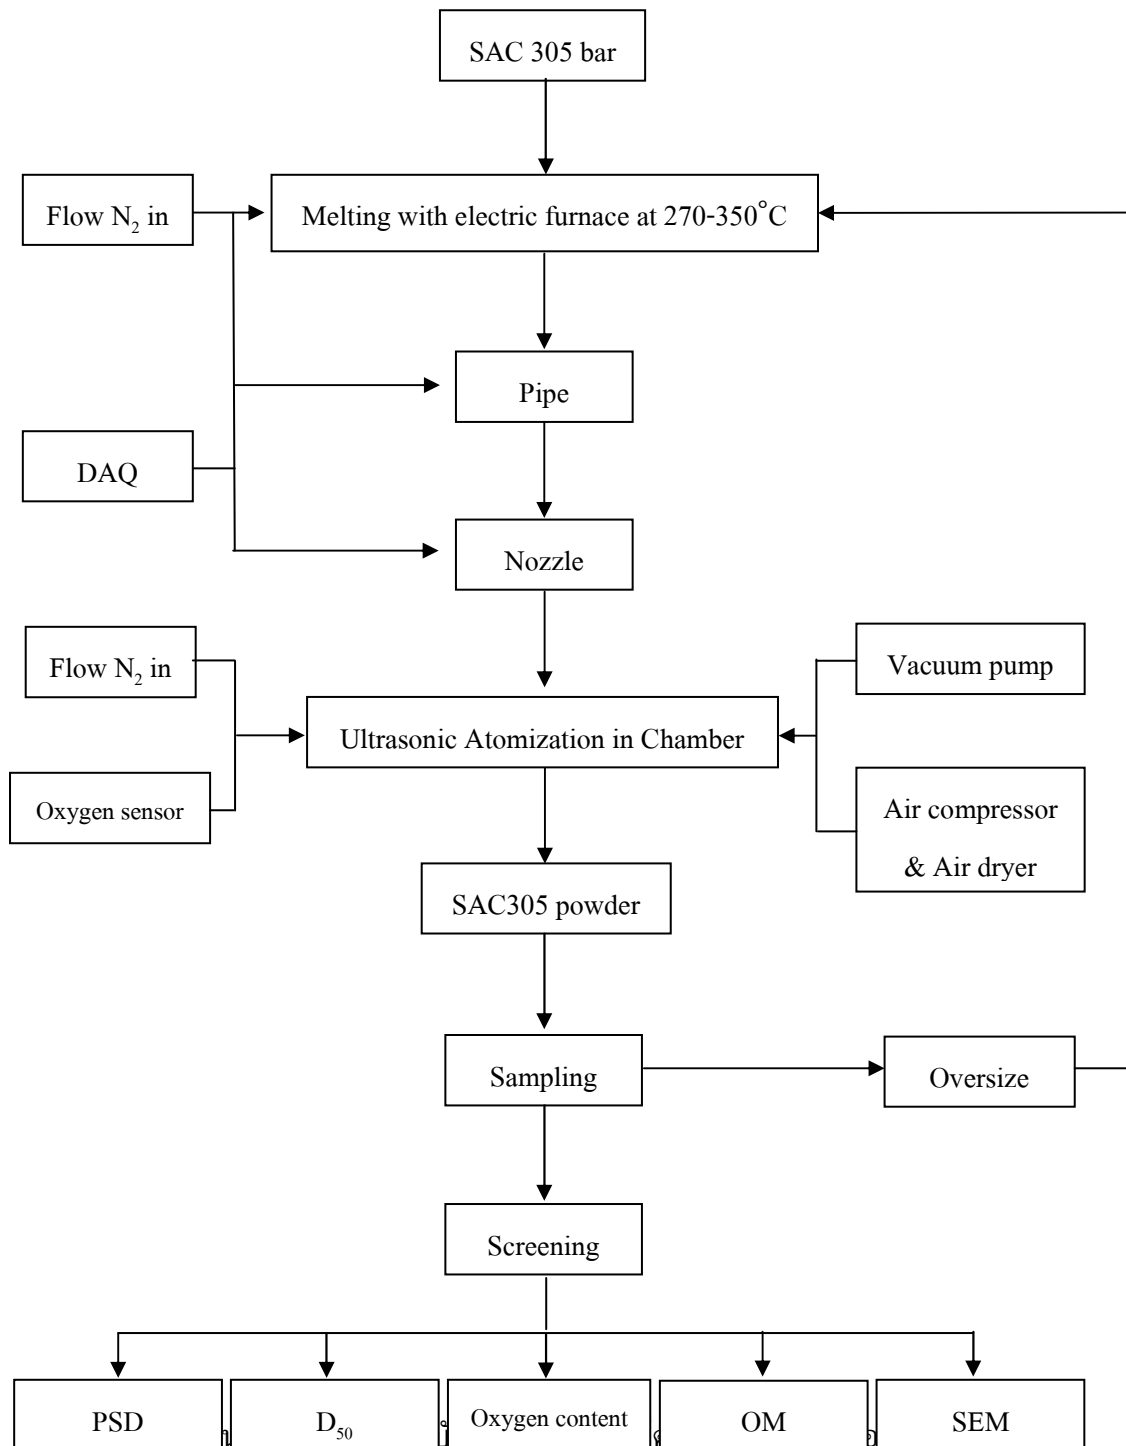 SAC 305 bar
Flow N₂ in
Melting with electric furnace at 270-350°C
Pipe
DAQ
Nozzle
Flow N₂ in
Vacuum pump
Ultrasonic Atomization in Chamber
Oxygen sensor
Air compressor
& Air dryer
SAC305 powder
Sampling
Oversize
Screening
PSD
D₅₀
Oxygen content
OM
SEM